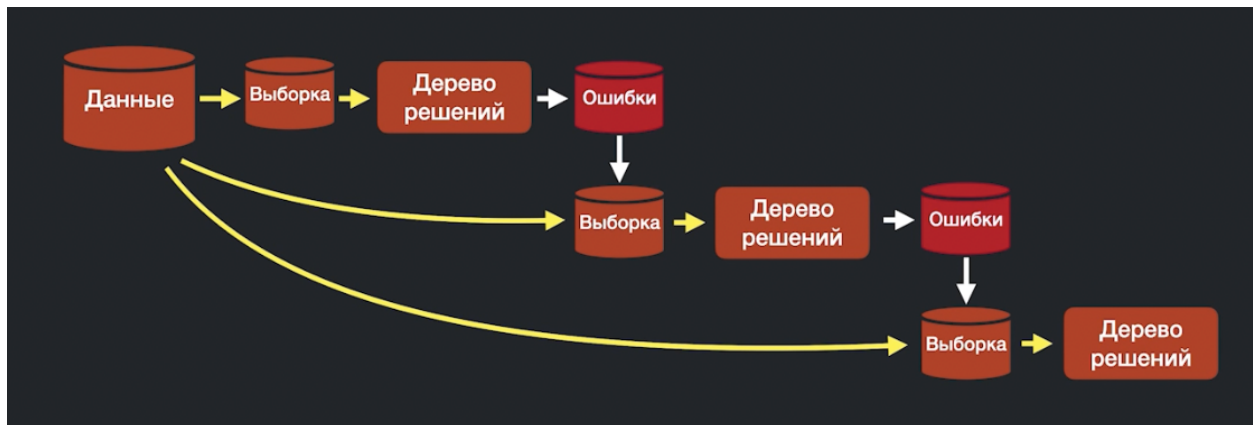 Данные
Выборка
Дерево
решений
Ошибки
Выборка
Дерево
решений
Ошибки
Выборка
Дерево
решений